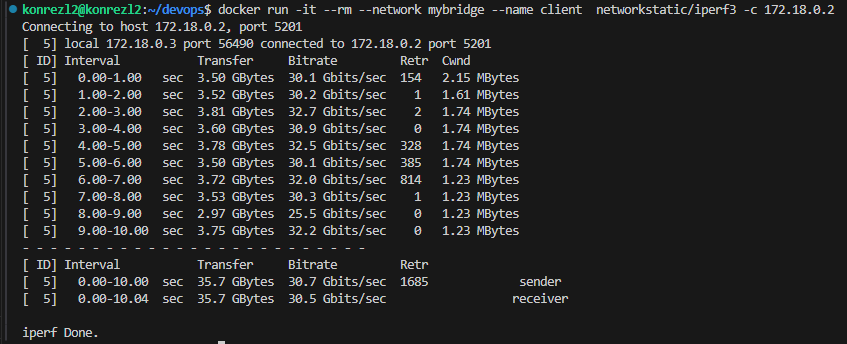 konrezl2@konrezl2:~/devops$ docker run -it --rm --network mybridge --name client  networkstatic/iperf3 -c 172.18.0.2
Connecting to host 172.18.0.2, port 5201
[  5] local 172.18.0.3 port 56490 connected to 172.18.0.2 port 5201
[ ID] Interval           Transfer     Bitrate         Retr  Cwnd
[  5]   0.00-1.00   sec  3.50 GBytes  30.1 Gbits/sec  154   2.15 MBytes
[  5]   1.00-2.00   sec  3.52 GBytes  30.2 Gbits/sec    1   1.61 MBytes
[  5]   2.00-3.00   sec  3.81 GBytes  32.7 Gbits/sec    2   1.74 MBytes
[  5]   3.00-4.00   sec  3.60 GBytes  30.9 Gbits/sec    0   1.74 MBytes
[  5]   4.00-5.00   sec  3.78 GBytes  32.5 Gbits/sec  328   1.74 MBytes
[  5]   5.00-6.00   sec  3.50 GBytes  30.1 Gbits/sec  385   1.74 MBytes
[  5]   6.00-7.00   sec  3.72 GBytes  32.0 Gbits/sec  814   1.23 MBytes
[  5]   7.00-8.00   sec  3.53 GBytes  30.3 Gbits/sec    1   1.23 MBytes
[  5]   8.00-9.00   sec  2.97 GBytes  25.5 Gbits/sec    0   1.23 MBytes
[  5]   9.00-10.00  sec  3.75 GBytes  32.2 Gbits/sec    0   1.23 MBytes
- - - - - - - - - - - - - - - - - - - - - - - - -
[ ID] Interval           Transfer     Bitrate         Retr
[  5]   0.00-10.00  sec  35.7 GBytes  30.7 Gbits/sec  1685             sender
[  5]   0.00-10.04  sec  35.7 GBytes  30.5 Gbits/sec                  receiver

iperf Done.